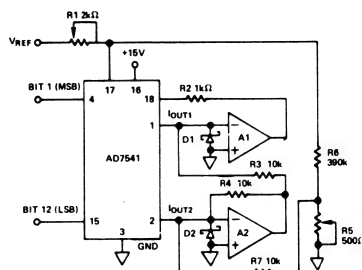 R1 2kΩ
VREF
+15V
17
16
BIT 1 (MSB)
4
18
R2 1kΩ
1
IOUT1
D1
A1
R3 10k
R6
390k
AD7541
R4 10k
BIT 12 (LSB)
15
2
IOUT2
D2
A2
R5
500Ω
3
GND
R7 10k